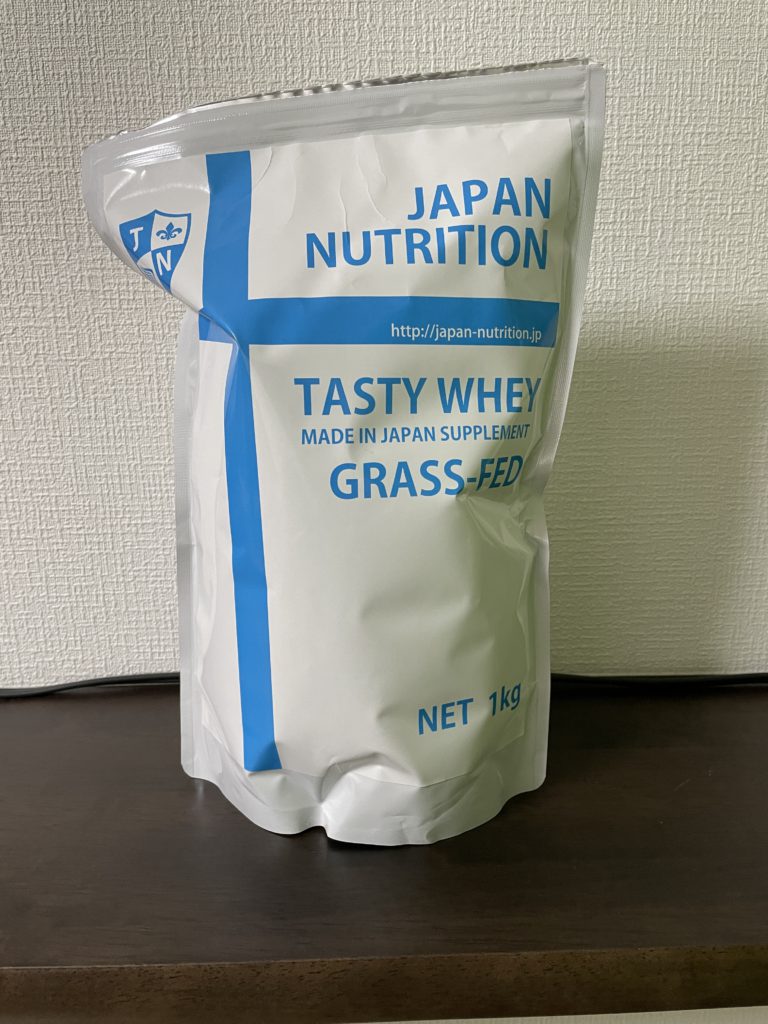 J
N
JAPAN
NUTRITION
http://japan-nutrition.jp
TASTY WHEY
MADE IN JAPAN SUPPLEMENT
GRASS-FED
NET 1kg